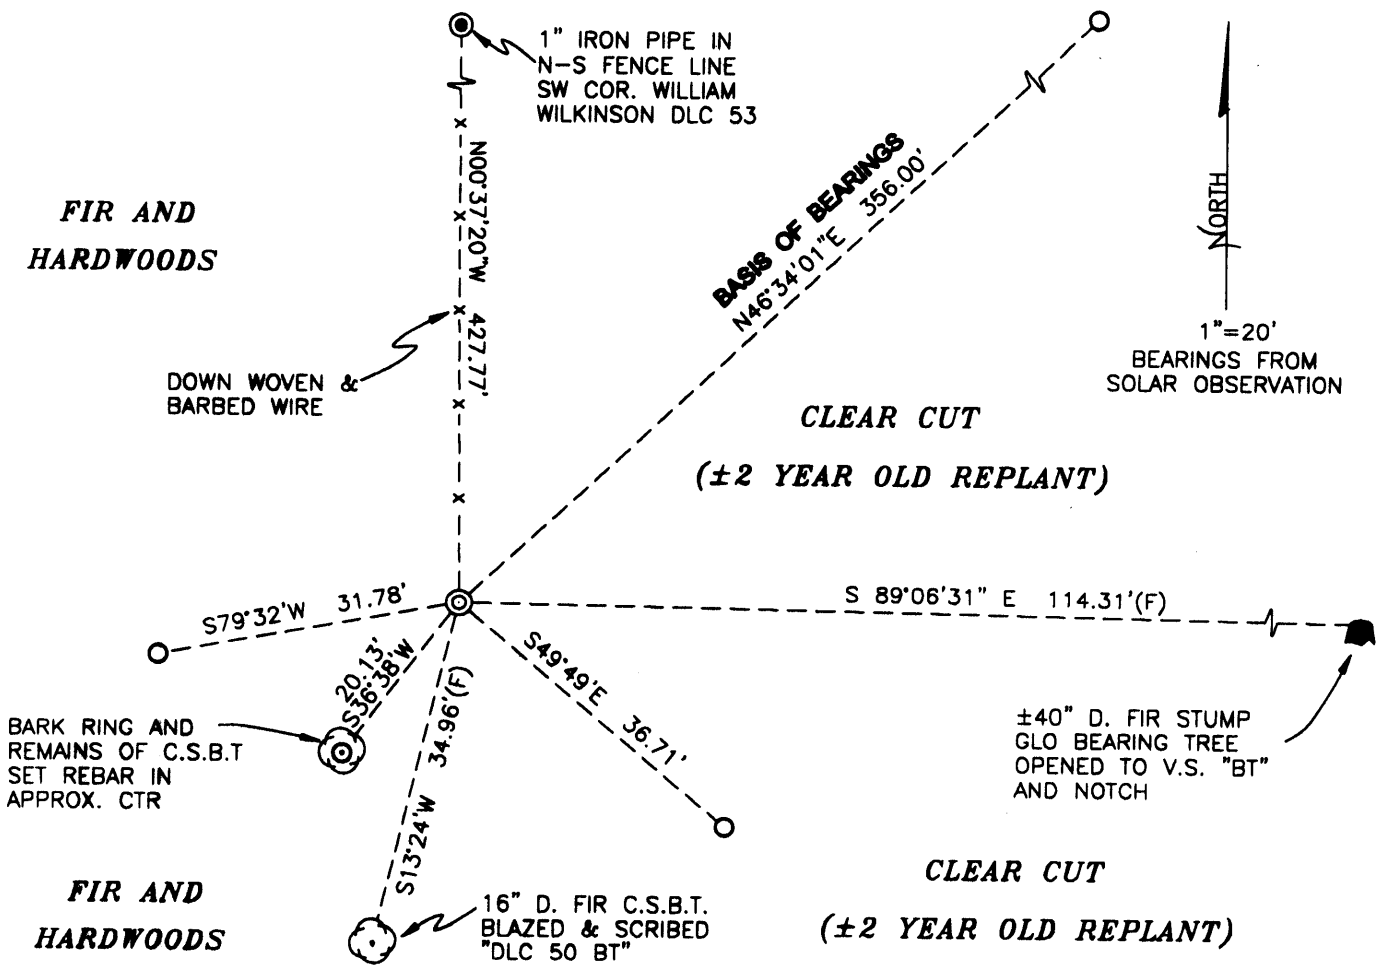 1" IRON PIPE IN
N-S FENCE LINE
SW COR. WILLIAM
WILKINSON DLC 53
N00°37'20"W 427.77'
BASIS OF BEARINGS
N46°34'01"E 356.00'
NORTH
1"=20'
BEARINGS FROM
SOLAR OBSERVATION
FIR AND
HARDWOODS
DOWN WOVEN &
BARBED WIRE
CLEAR CUT
(±2 YEAR OLD REPLANT)
S79°32'W 31.78'
20.13'
S36°38'W
34.96'(F)
S13°24'W
S49°49'E 36.71'
S 89°06'31" E 114.31'(F)
BARK RING AND
REMAINS OF C.S.B.T
SET REBAR IN
APPROX. CTR
±40" D. FIR STUMP
GLO BEARING TREE
OPENED TO V.S. "BT"
AND NOTCH
FIR AND
HARDWOODS
16" D. FIR C.S.B.T.
BLAZED & SCRIBED
"DLC 50 BT"
CLEAR CUT
(±2 YEAR OLD REPLANT)